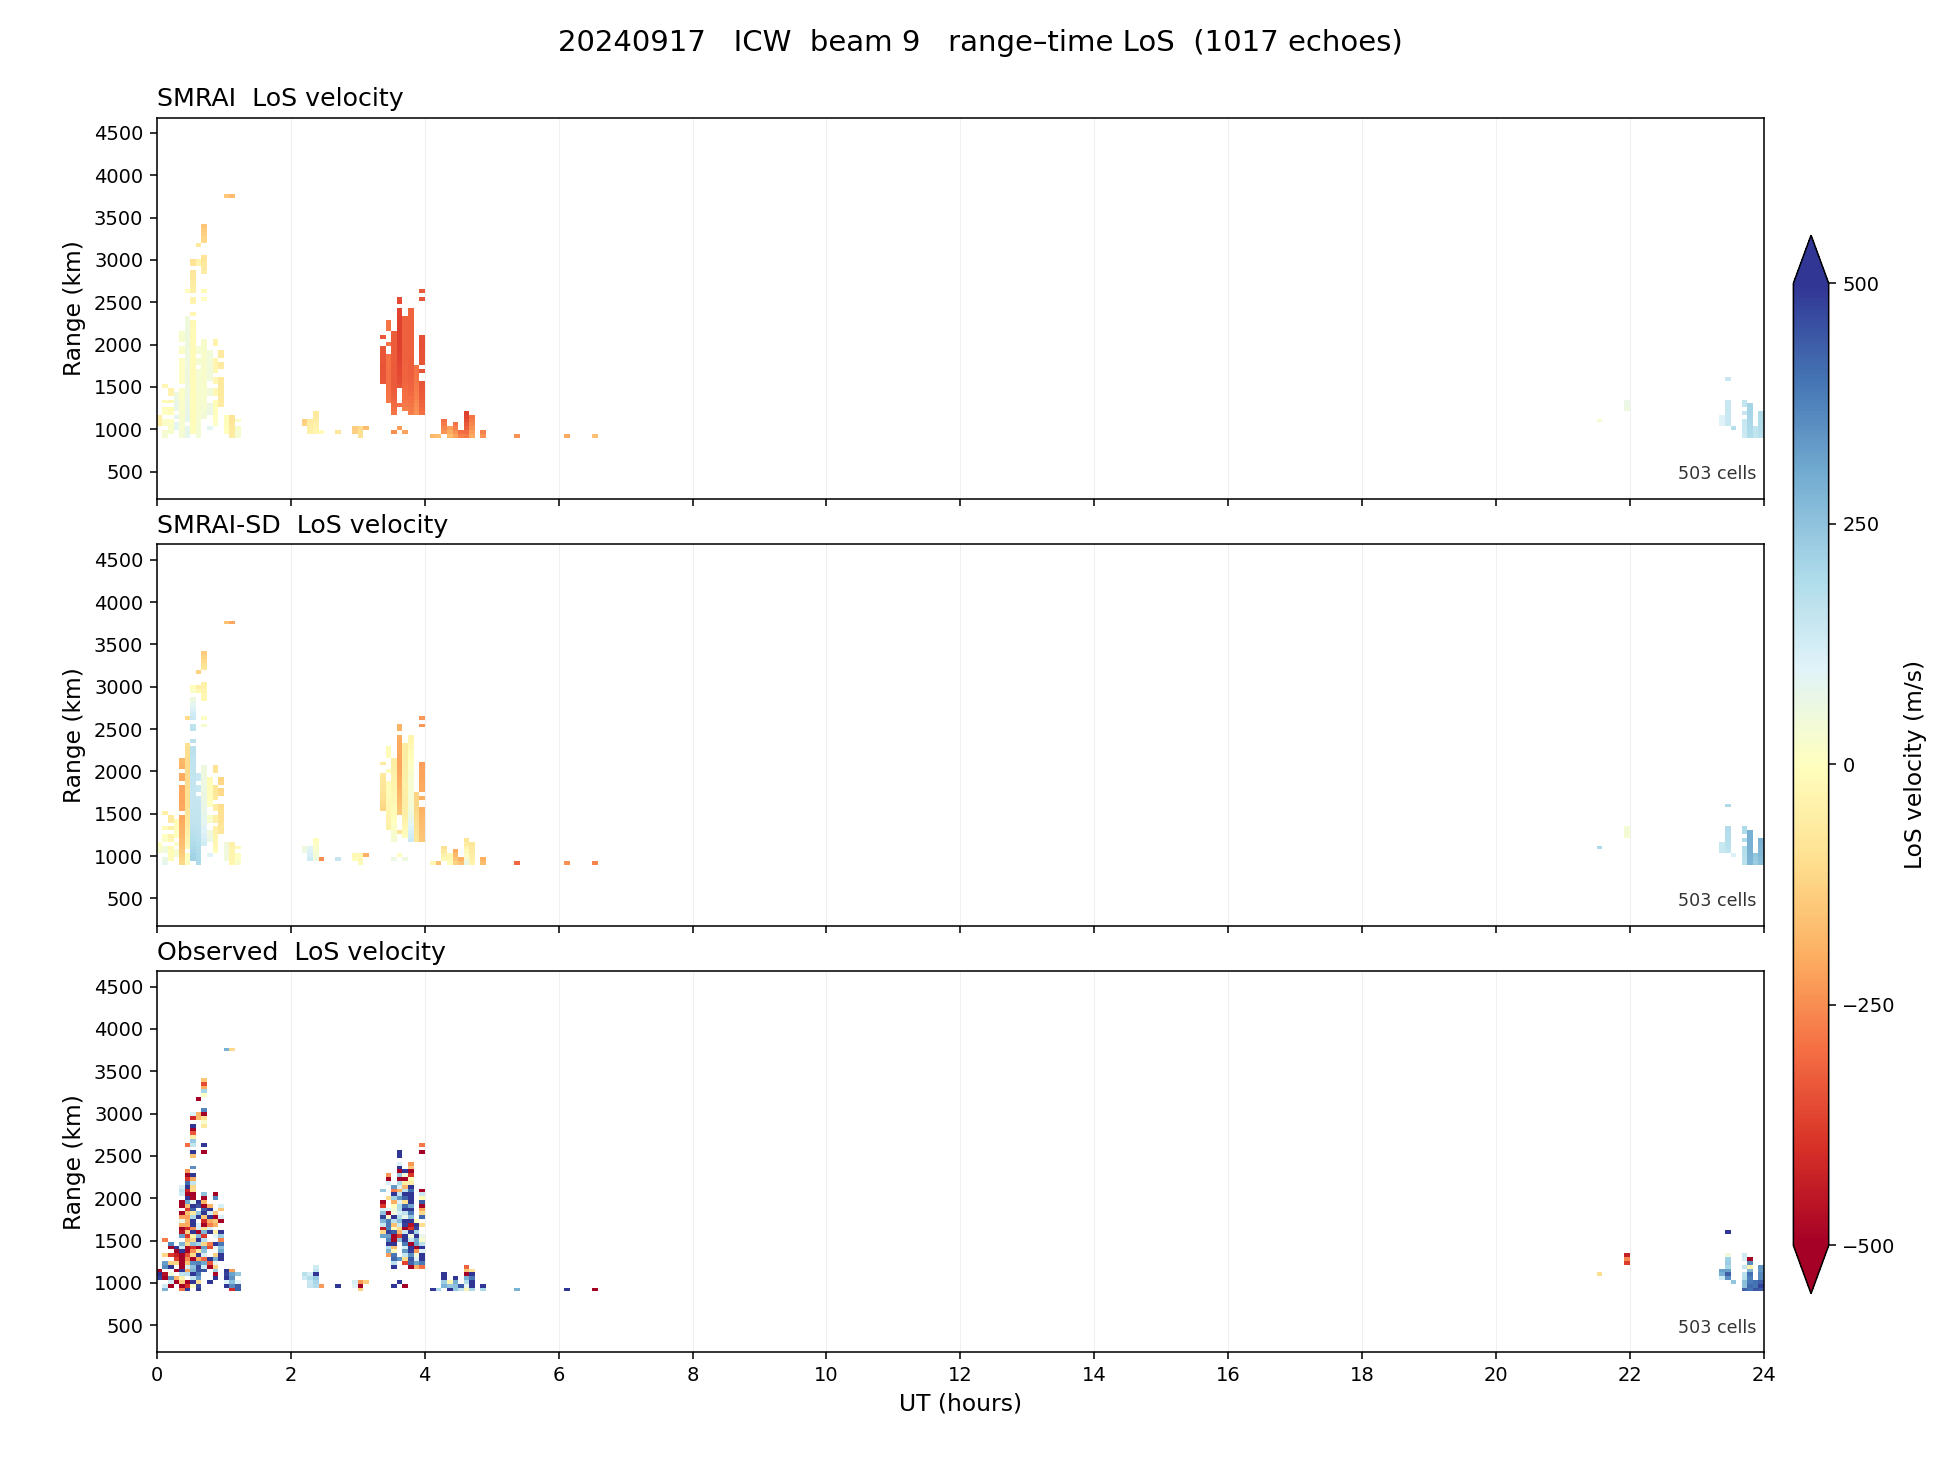 20240917 ICW beam 9 range–time LoS (1017 echoes)
SMRAI LoS velocity
4500
4000
3500
3000
2500
2000
1500
1000
500
Range (km)
503 cells
SMRAI-SD LoS velocity
4500
4000
3500
3000
2500
2000
1500
1000
500
Range (km)
503 cells
Observed LoS velocity
4500
4000
3500
3000
2500
2000
1500
1000
500
Range (km)
503 cells
0 2 4 6 8 10 12 14 16 18 20 22 24
UT (hours)
500
250
0
−250
−500
LoS velocity (m/s)